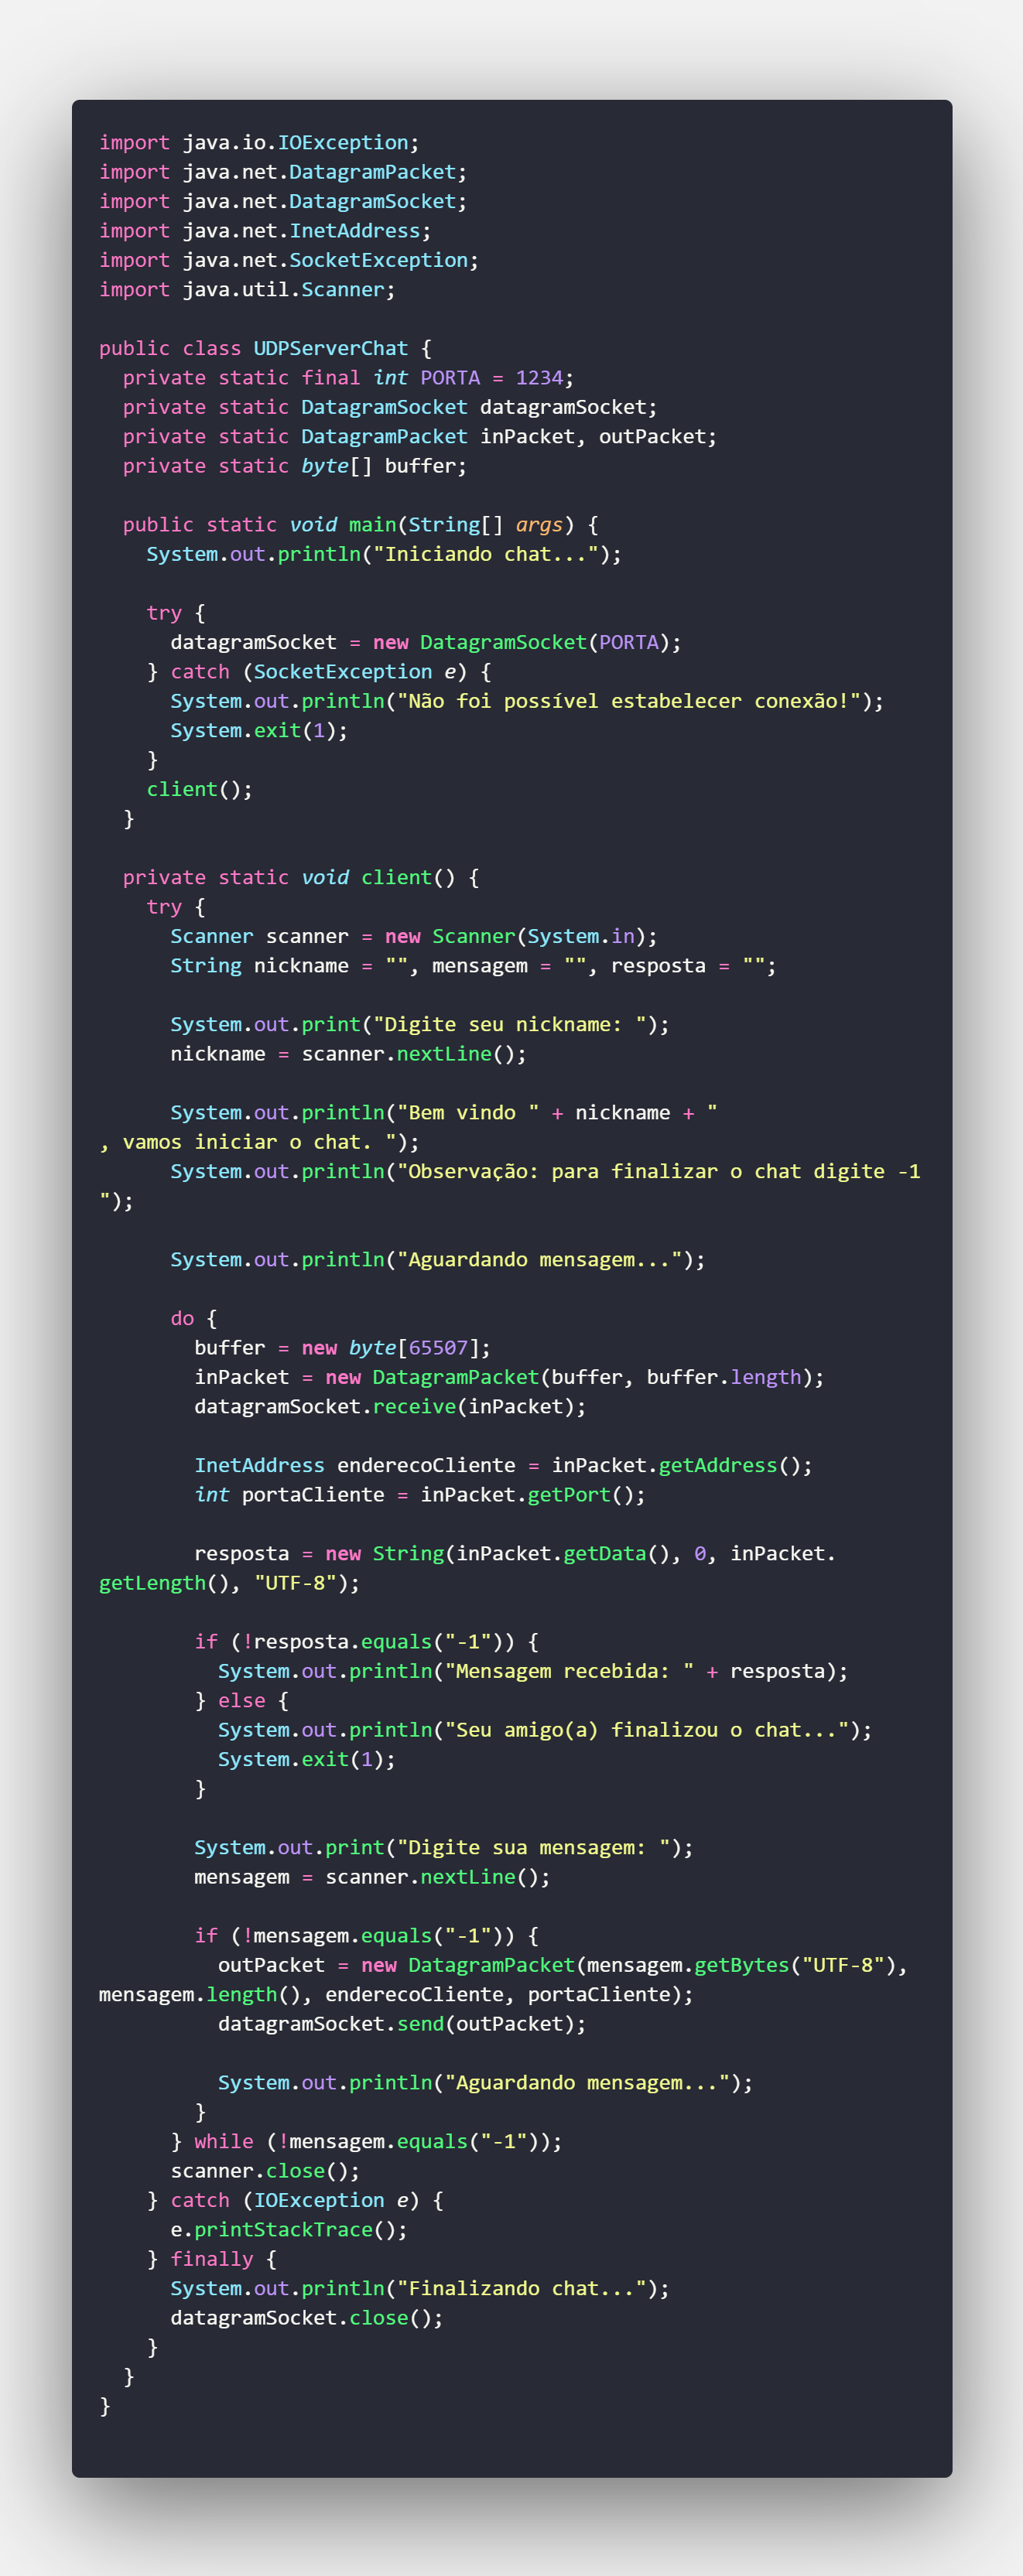 import java.io.IOException;
import java.net.DatagramPacket;
import java.net.DatagramSocket;
import java.net.InetAddress;
import java.net.SocketException;
import java.util.Scanner;

public class UDPServerChat {
  private static final int PORTA = 1234;
  private static DatagramSocket datagramSocket;
  private static DatagramPacket inPacket, outPacket;
  private static byte[] buffer;

  public static void main(String[] args) {
    System.out.println("Iniciando chat...");

    try {
      datagramSocket = new DatagramSocket(PORTA);
    } catch (SocketException e) {
      System.out.println("Não foi possível estabelecer conexão!");
      System.exit(1);
    }
    client();
  }

  private static void client() {
    try {
      Scanner scanner = new Scanner(System.in);
      String nickname = "", mensagem = "", resposta = "";

      System.out.print("Digite seu nickname: ");
      nickname = scanner.nextLine();

      System.out.println("Bem vindo " + nickname + "
, vamos iniciar o chat. ");
      System.out.println("Observação: para finalizar o chat digite -1
");

      System.out.println("Aguardando mensagem...");

      do {
        buffer = new byte[65507];
        inPacket = new DatagramPacket(buffer, buffer.length);
        datagramSocket.receive(inPacket);

        InetAddress enderecoCliente = inPacket.getAddress();
        int portaCliente = inPacket.getPort();

        resposta = new String(inPacket.getData(), 0, inPacket.
getLength(), "UTF-8");

        if (!resposta.equals("-1")) {
          System.out.println("Mensagem recebida: " + resposta);
        } else {
          System.out.println("Seu amigo(a) finalizou o chat...");
          System.exit(1);
        }

        System.out.print("Digite sua mensagem: ");
        mensagem = scanner.nextLine();

        if (!mensagem.equals("-1")) {
          outPacket = new DatagramPacket(mensagem.getBytes("UTF-8"),
mensagem.length(), enderecoCliente, portaCliente);
          datagramSocket.send(outPacket);

          System.out.println("Aguardando mensagem...");
        }
      } while (!mensagem.equals("-1"));
      scanner.close();
    } catch (IOException e) {
      e.printStackTrace();
    } finally {
      System.out.println("Finalizando chat...");
      datagramSocket.close();
    }
  }
}